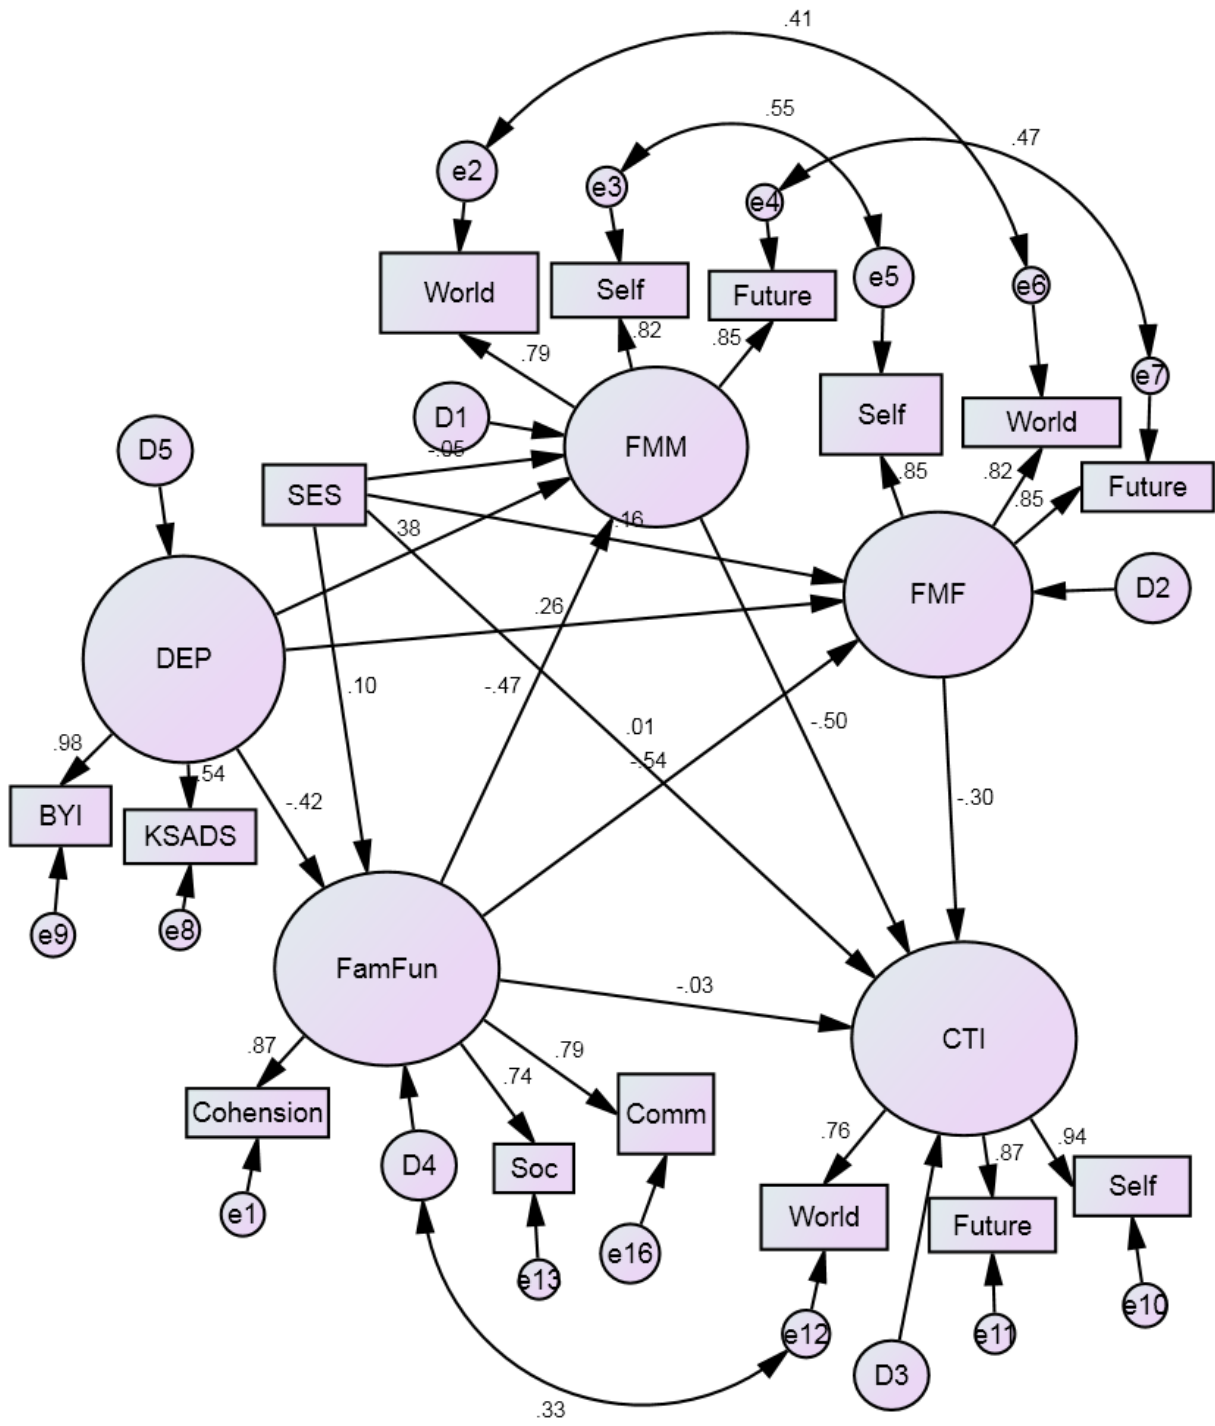 .41
.55
.47
e2
e3
e4
e5
e6
e7
World
Self
Future
.79
.82
.85
D1
FMM
Self
World
Future
.85
.82
.85
D5
SES
-.05
.38
.16
FMF
D2
DEP
.26
.10
-.47
.01
-.54
-.50
-.30
.98
.54
-.42
BYI
KSADS
e9
e8
FamFun
-.03
CTI
.87
.74
.79
Cohension
Soc
Comm
D4
e1
e13
e16
.76
.87
.94
World
Future
Self
e12
e11
e10
D3
.33